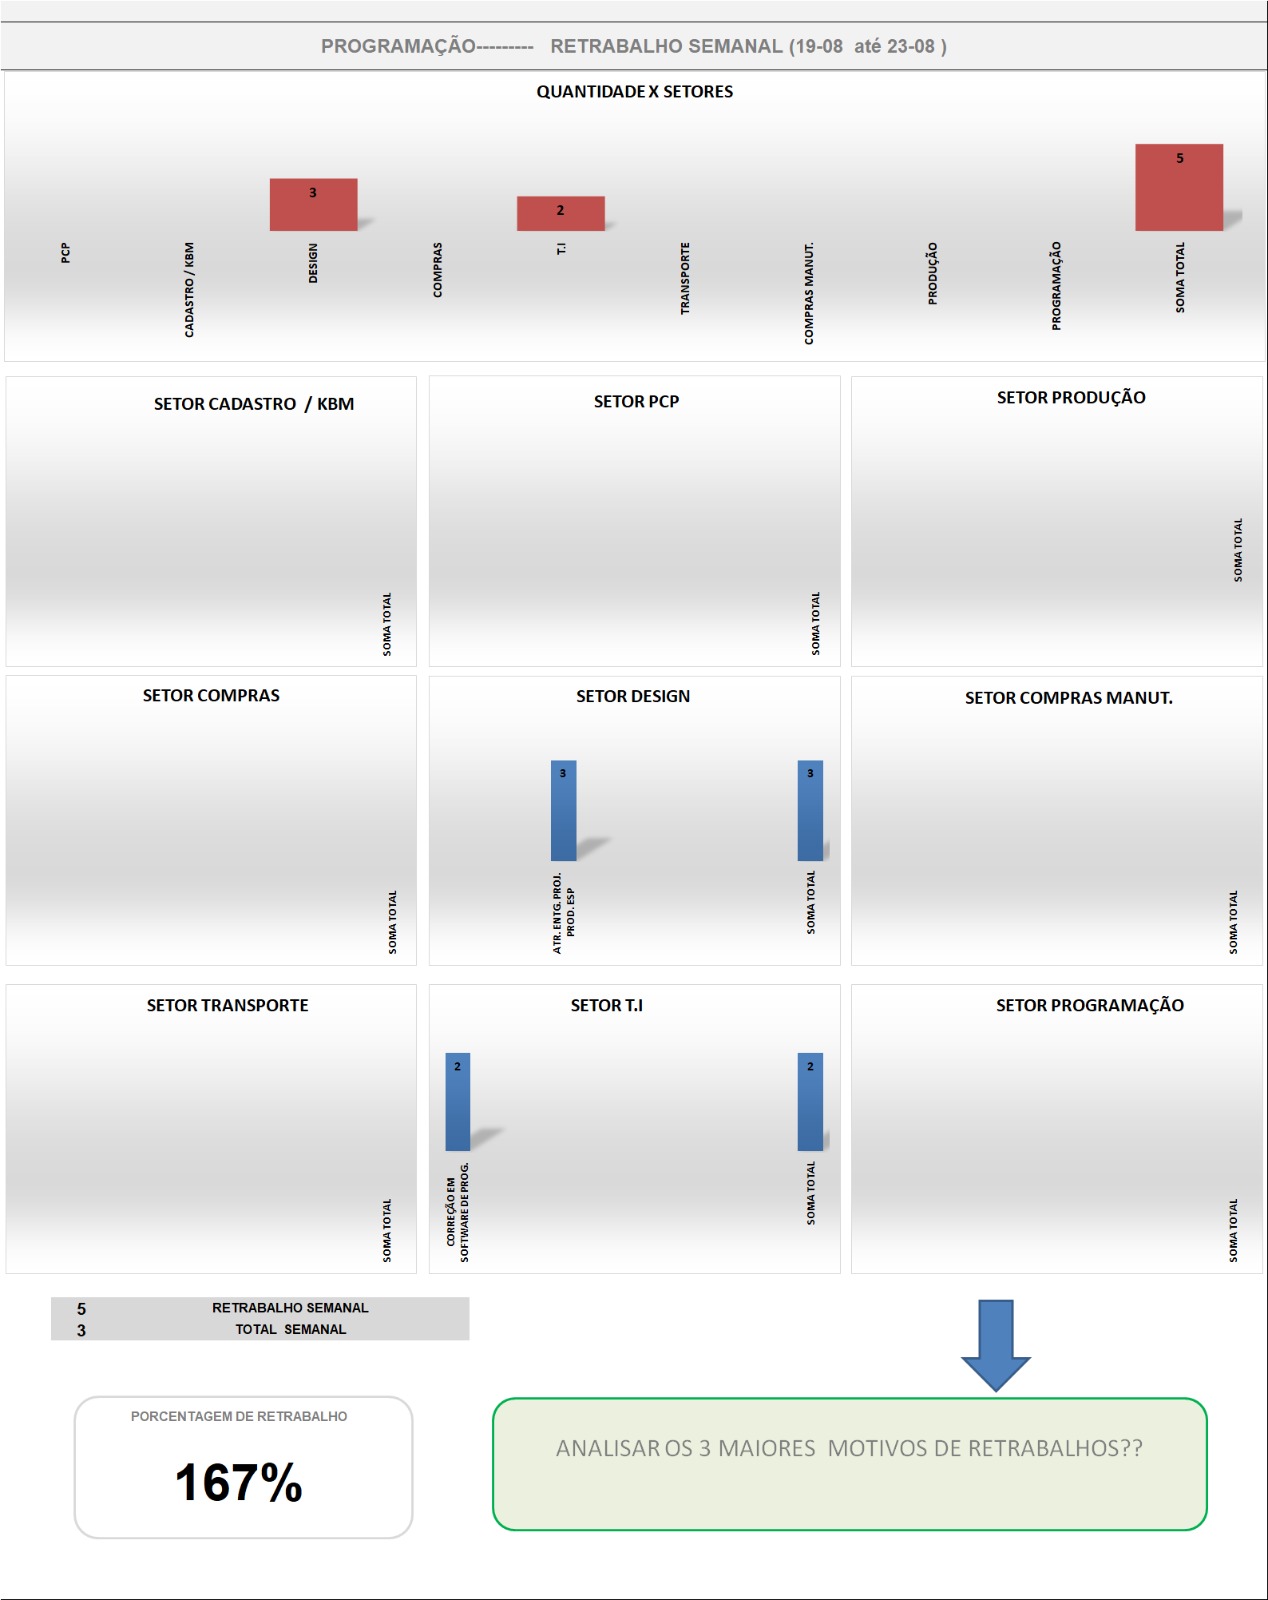 PROGRAMAÇÃO--------- RETRABALHO SEMANAL (19-08 até 23-08 )
QUANTIDADE X SETORES
3
2
5
PCP
CADASTRO / KBM
DESIGN
COMPRAS
T.I
TRANSPORTE
COMPRAS MANUT.
PRODUÇÃO
PROGRAMAÇÃO
SOMA TOTAL
SETOR CADASTRO / KBM
SOMA TOTAL
SETOR PCP
SOMA TOTAL
SETOR PRODUÇÃO
SOMA TOTAL
SETOR COMPRAS
SOMA TOTAL
SETOR DESIGN
3
3
ATR. ENTG. PROJ.
PROD. ESP
SOMA TOTAL
SETOR COMPRAS MANUT.
SOMA TOTAL
SETOR TRANSPORTE
SOMA TOTAL
SETOR T.I
2
2
CORREÇÃO EM
SOFTWARE DE PROG.
SOMA TOTAL
SETOR PROGRAMAÇÃO
SOMA TOTAL
5 RETRABALHO SEMANAL
3 TOTAL SEMANAL
PORCENTAGEM DE RETRABALHO
167%
ANALISAR OS 3 MAIORES MOTIVOS DE RETRABALHOS??